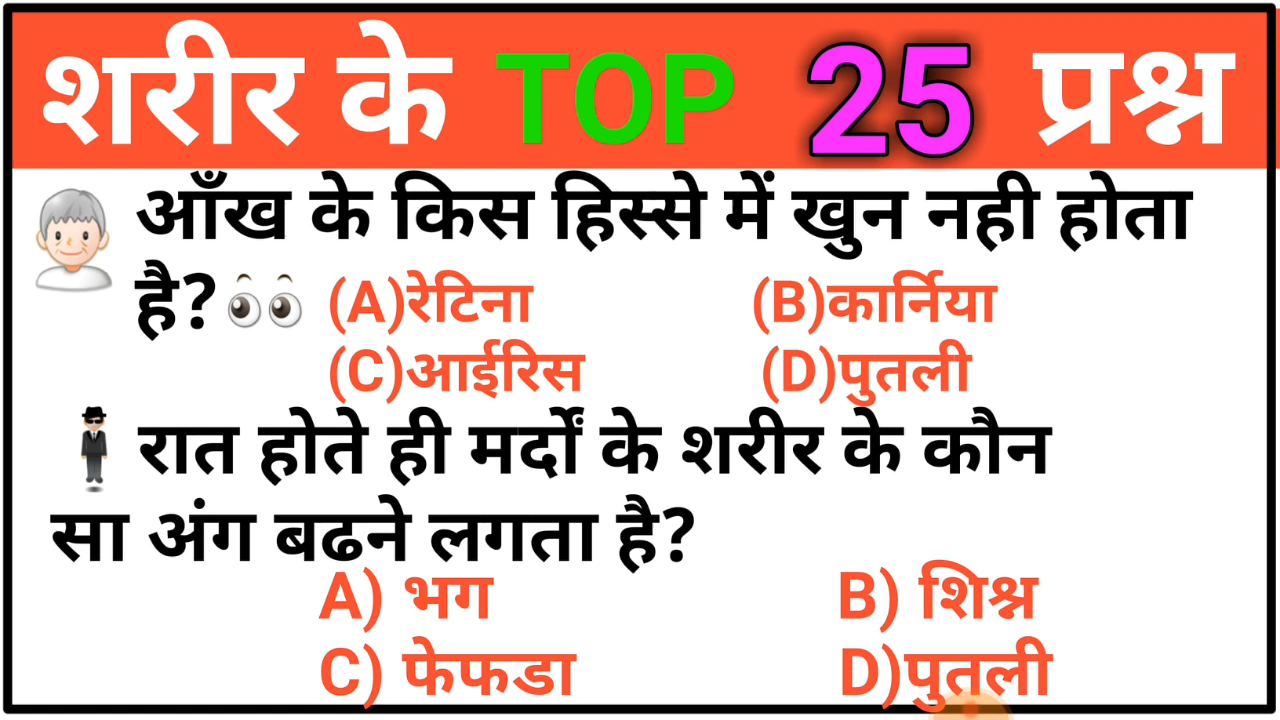 शरीर के TOP 25 प्रश्न
आँख के किस हिस्से में खुन नही होता
है? (A)रेटिना (B)कार्निया
(C)आईरिस (D)पुतली
रात होते ही मर्दों के शरीर के कौन
सा अंग बढने लगता है?
A) भग B) शिश्न
C) फेफडा D)पुतली